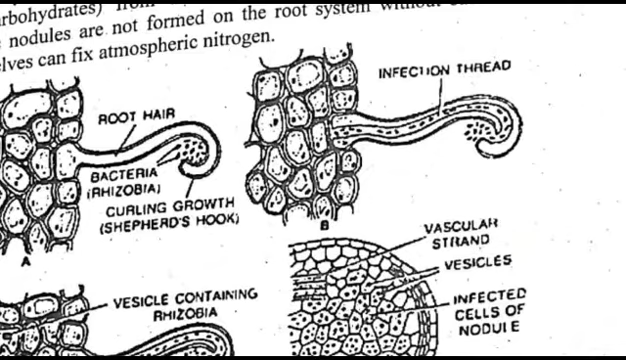 nodules are not formed on the root system without
elves can fix atmospheric nitrogen.
ROOT HAIR
BACTERIA
(RHIZOBIA)
CURLING GROWTH
(SHEPHERD'S HOOK)
A
INFECTION THREAD
B
VESICLE CONTAINING
RHIZOBIA
VASCULAR
STRAND
VESICLES
INFECTED
CELLS OF
NODULE